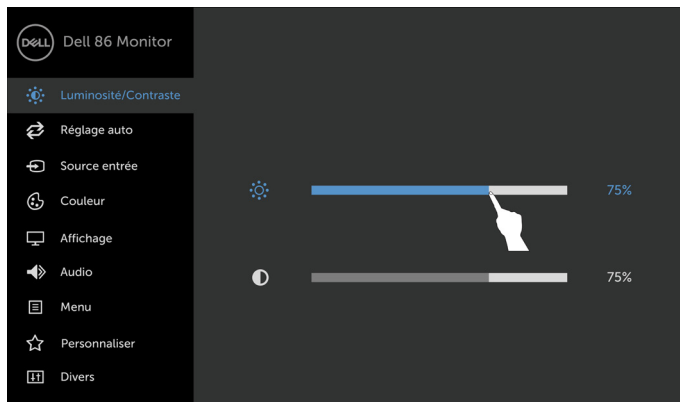 DELL Dell 86 Monitor
Luminosité/Contraste
Réglage auto
Source entrée
75%
Couleur
Affichage
Audio
75%
Menu
Personnaliser
Divers